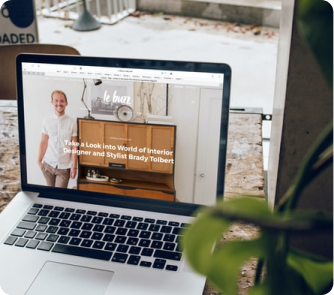 OADED
le buzz
Take a Look into World of Interior
Designer and Stylist Brady Tolbert